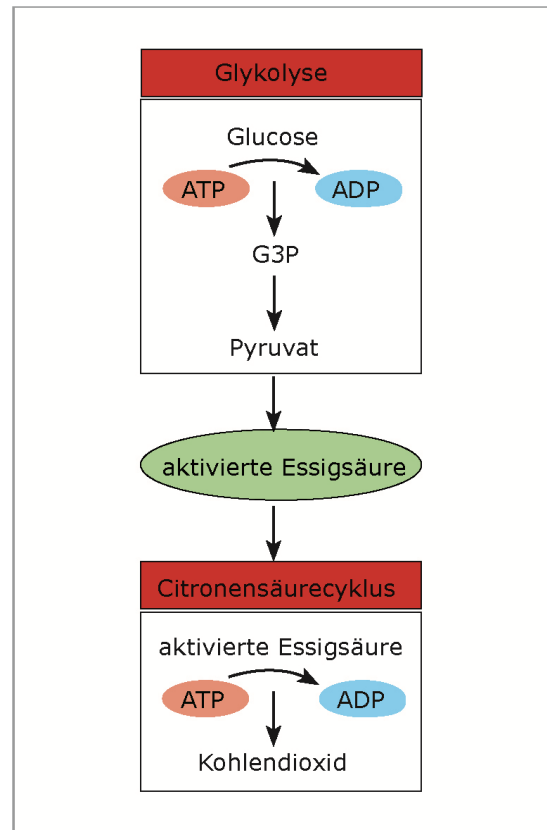 Glykolyse
Glucose
ATP ADP
G3P
Pyruvat
aktivierte Essigsäure
Citronensäurecyklus
aktivierte Essigsäure
ATP ADP
Kohlendioxid